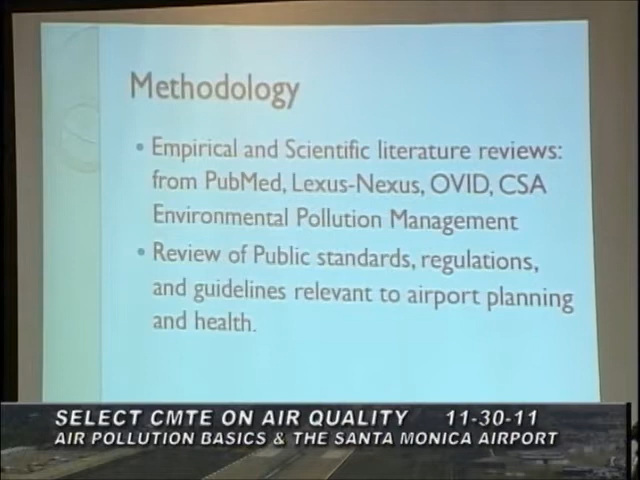 Methodology
• Empirical and Scientific literature reviews:
from PubMed, Lexus-Nexus, OVID, CSA
Environmental Pollution Management
• Review of Public standards, regulations,
and guidelines relevant to airport planning
and health.
SELECT CMTE ON AIR QUALITY 11-30-11
AIR POLLUTION BASICS & THE SANTA MONICA AIRPORT